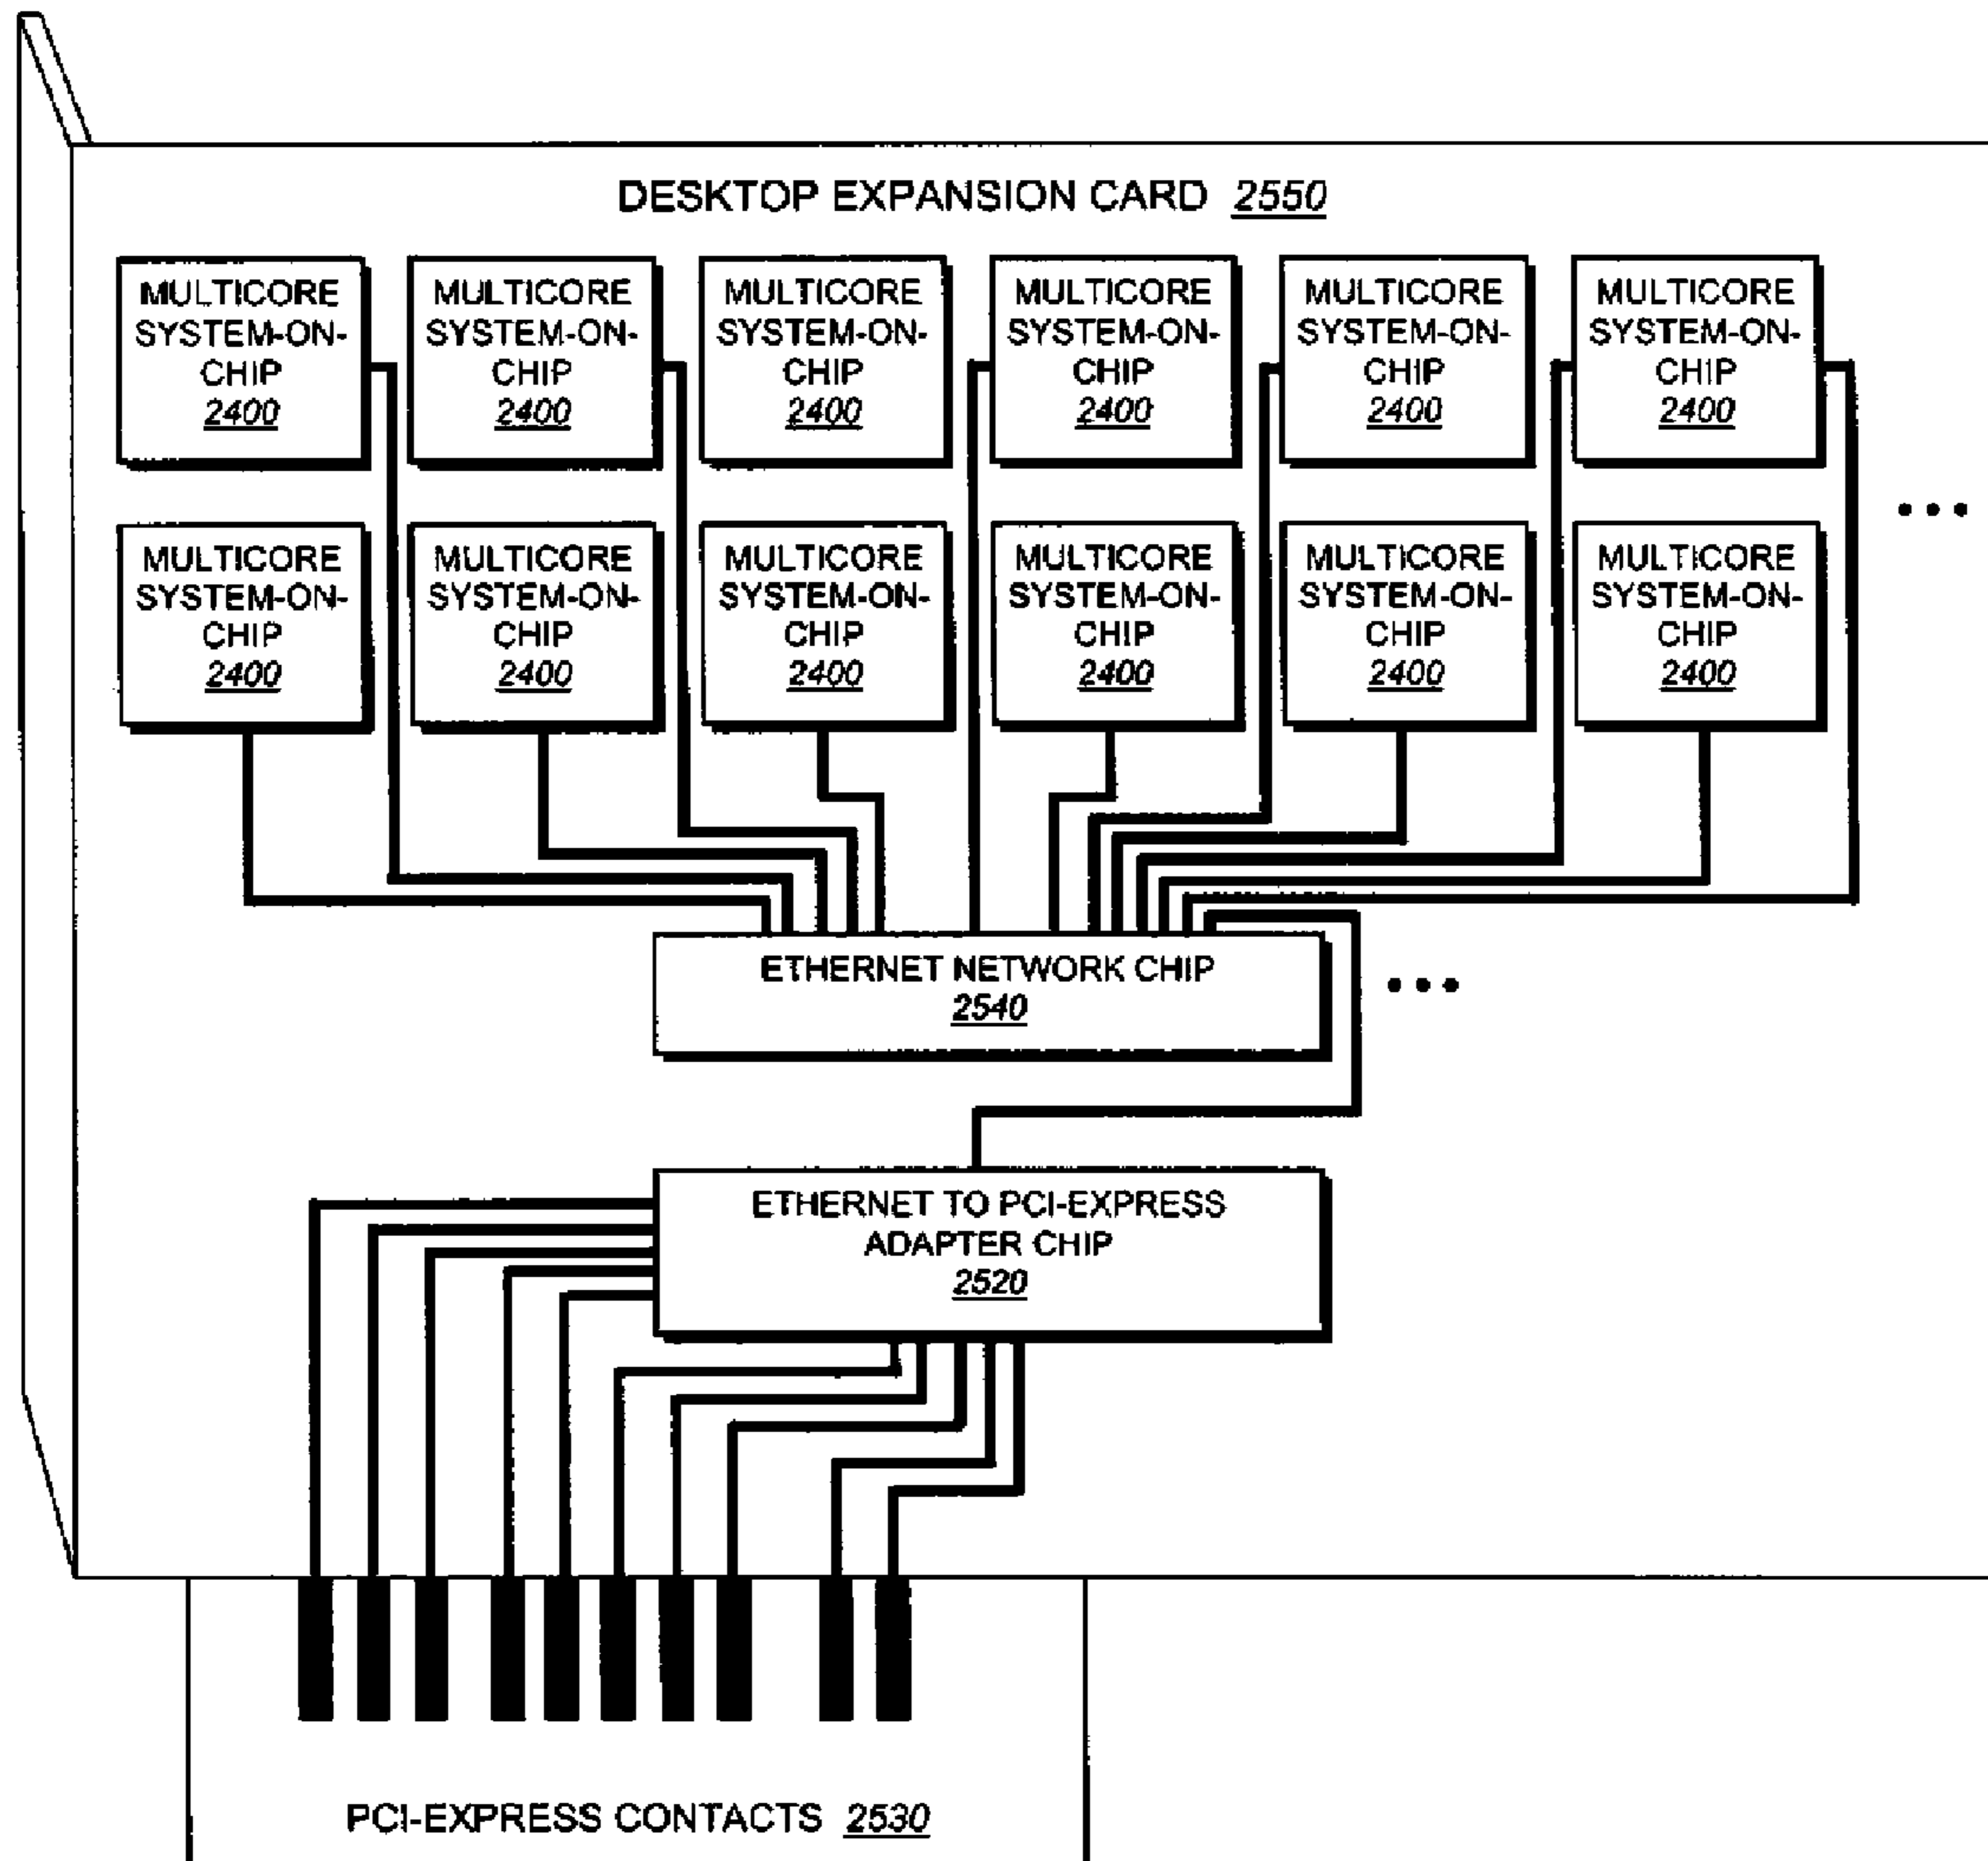 DESKTOP EXPANSION CARD 2550
MULTICORE
SYSTEM-ON-
CHIP
2400
MULTICORE
SYSTEM-ON-
CHIP
2400
MULTICORE
SYSTEM-ON-
CHIP
2400
MULTICORE
SYSTEM-ON-
CHIP
2400
MULTICORE
SYSTEM-ON-
CHIP
2400
MULTICORE
SYSTEM-ON-
CHIP
2400
MULTICORE
SYSTEM-ON-
CHIP
2400
MULTICORE
SYSTEM-ON-
CHIP
2400
MULTICORE
SYSTEM-ON-
CHIP
2400
MULTICORE
SYSTEM-ON-
CHIP
2400
MULTICORE
SYSTEM-ON-
CHIP
2400
MULTICORE
SYSTEM-ON-
CHIP
2400
ETHERNET NETWORK CHIP
2540
ETHERNET TO PCI-EXPRESS
ADAPTER CHIP
2520
PCI-EXPRESS CONTACTS 2530